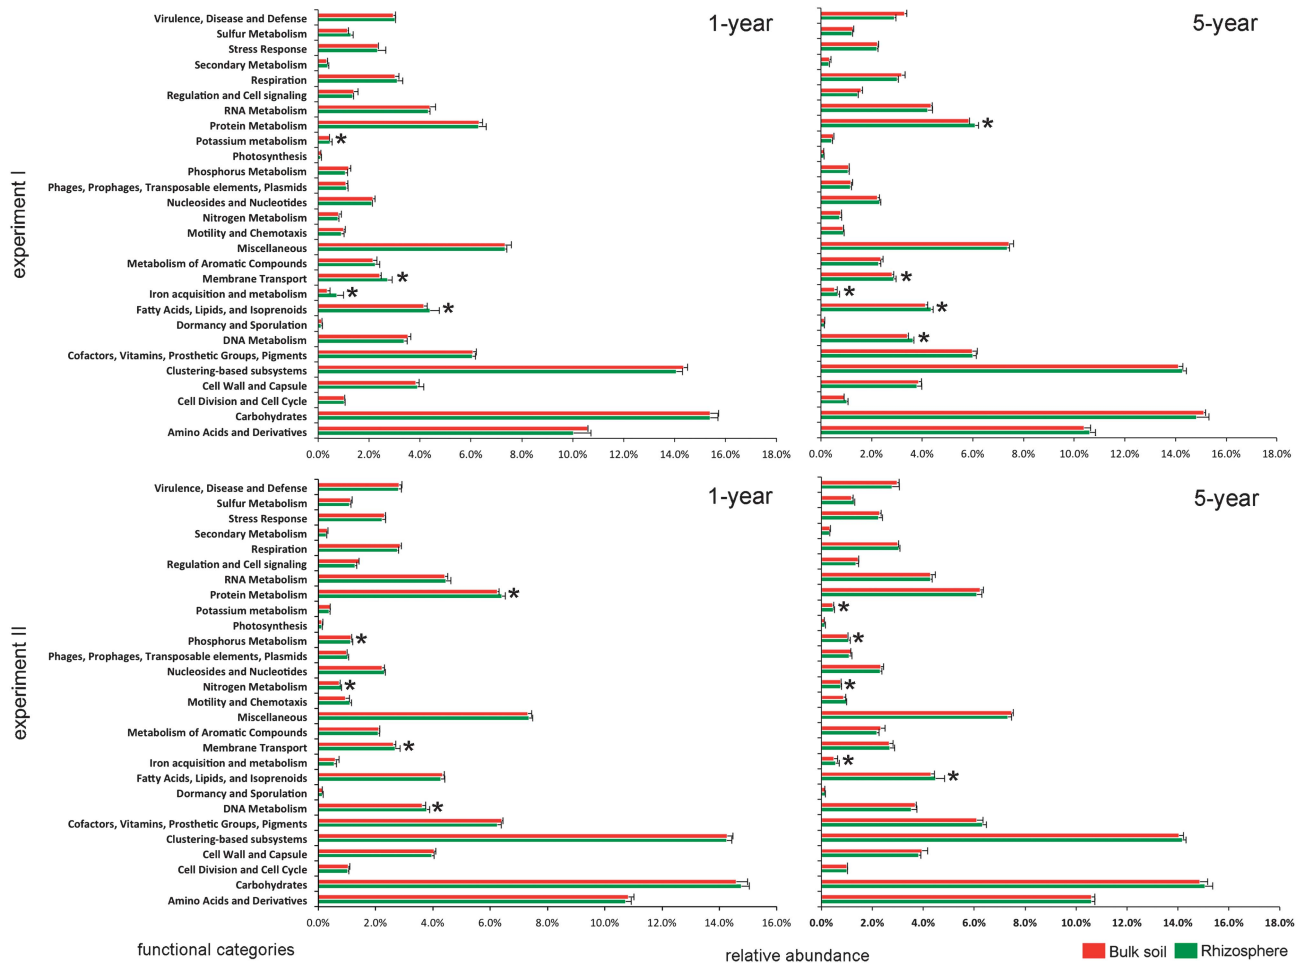 1-year
5-year
experiment I
Virulence, Disease and Defense
Sulfur Metabolism
Stress Response
Secondary Metabolism
Respiration
Regulation and Cell signaling
RNA Metabolism
Protein Metabolism
*
Potassium metabolism
*
Photosynthesis
Phosphorus Metabolism
Phages, Prophages, Transposable elements, Plasmids
Nucleosides and Nucleotides
Nitrogen Metabolism
Motility and Chemotaxis
Miscellaneous
Metabolism of Aromatic Compounds
Membrane Transport
* *
Iron acquisition and metabolism
* *
Fatty Acids, Lipids, and Isoprenoids
* *
Dormancy and Sporulation
DNA Metabolism
*
Cofactors, Vitamins, Prosthetic Groups, Pigments
Clustering-based subsystems
Cell Wall and Capsule
Cell Division and Cell Cycle
Carbohydrates
Amino Acids and Derivatives
0.0% 2.0% 4.0% 6.0% 8.0% 10.0% 12.0% 14.0% 16.0% 18.0%
0.0% 2.0% 4.0% 6.0% 8.0% 10.0% 12.0% 14.0% 16.0% 18.0%
1-year
5-year
experiment II
Virulence, Disease and Defense
Sulfur Metabolism
Stress Response
Secondary Metabolism
Respiration
Regulation and Cell signaling
RNA Metabolism
Protein Metabolism
*
Potassium metabolism
*
Photosynthesis
Phosphorus Metabolism
* *
Phages, Prophages, Transposable elements, Plasmids
Nucleosides and Nucleotides
Nitrogen Metabolism
* *
Motility and Chemotaxis
Miscellaneous
Metabolism of Aromatic Compounds
Membrane Transport
*
Iron acquisition and metabolism
*
Fatty Acids, Lipids, and Isoprenoids
*
Dormancy and Sporulation
DNA Metabolism
*
Cofactors, Vitamins, Prosthetic Groups, Pigments
Clustering-based subsystems
Cell Wall and Capsule
Cell Division and Cell Cycle
Carbohydrates
Amino Acids and Derivatives
0.0% 2.0% 4.0% 6.0% 8.0% 10.0% 12.0% 14.0% 16.0%
0.0% 2.0% 4.0% 6.0% 8.0% 10.0% 12.0% 14.0% 16.0% 18.0%
functional categories
relative abundance
Bulk soil
Rhizosphere